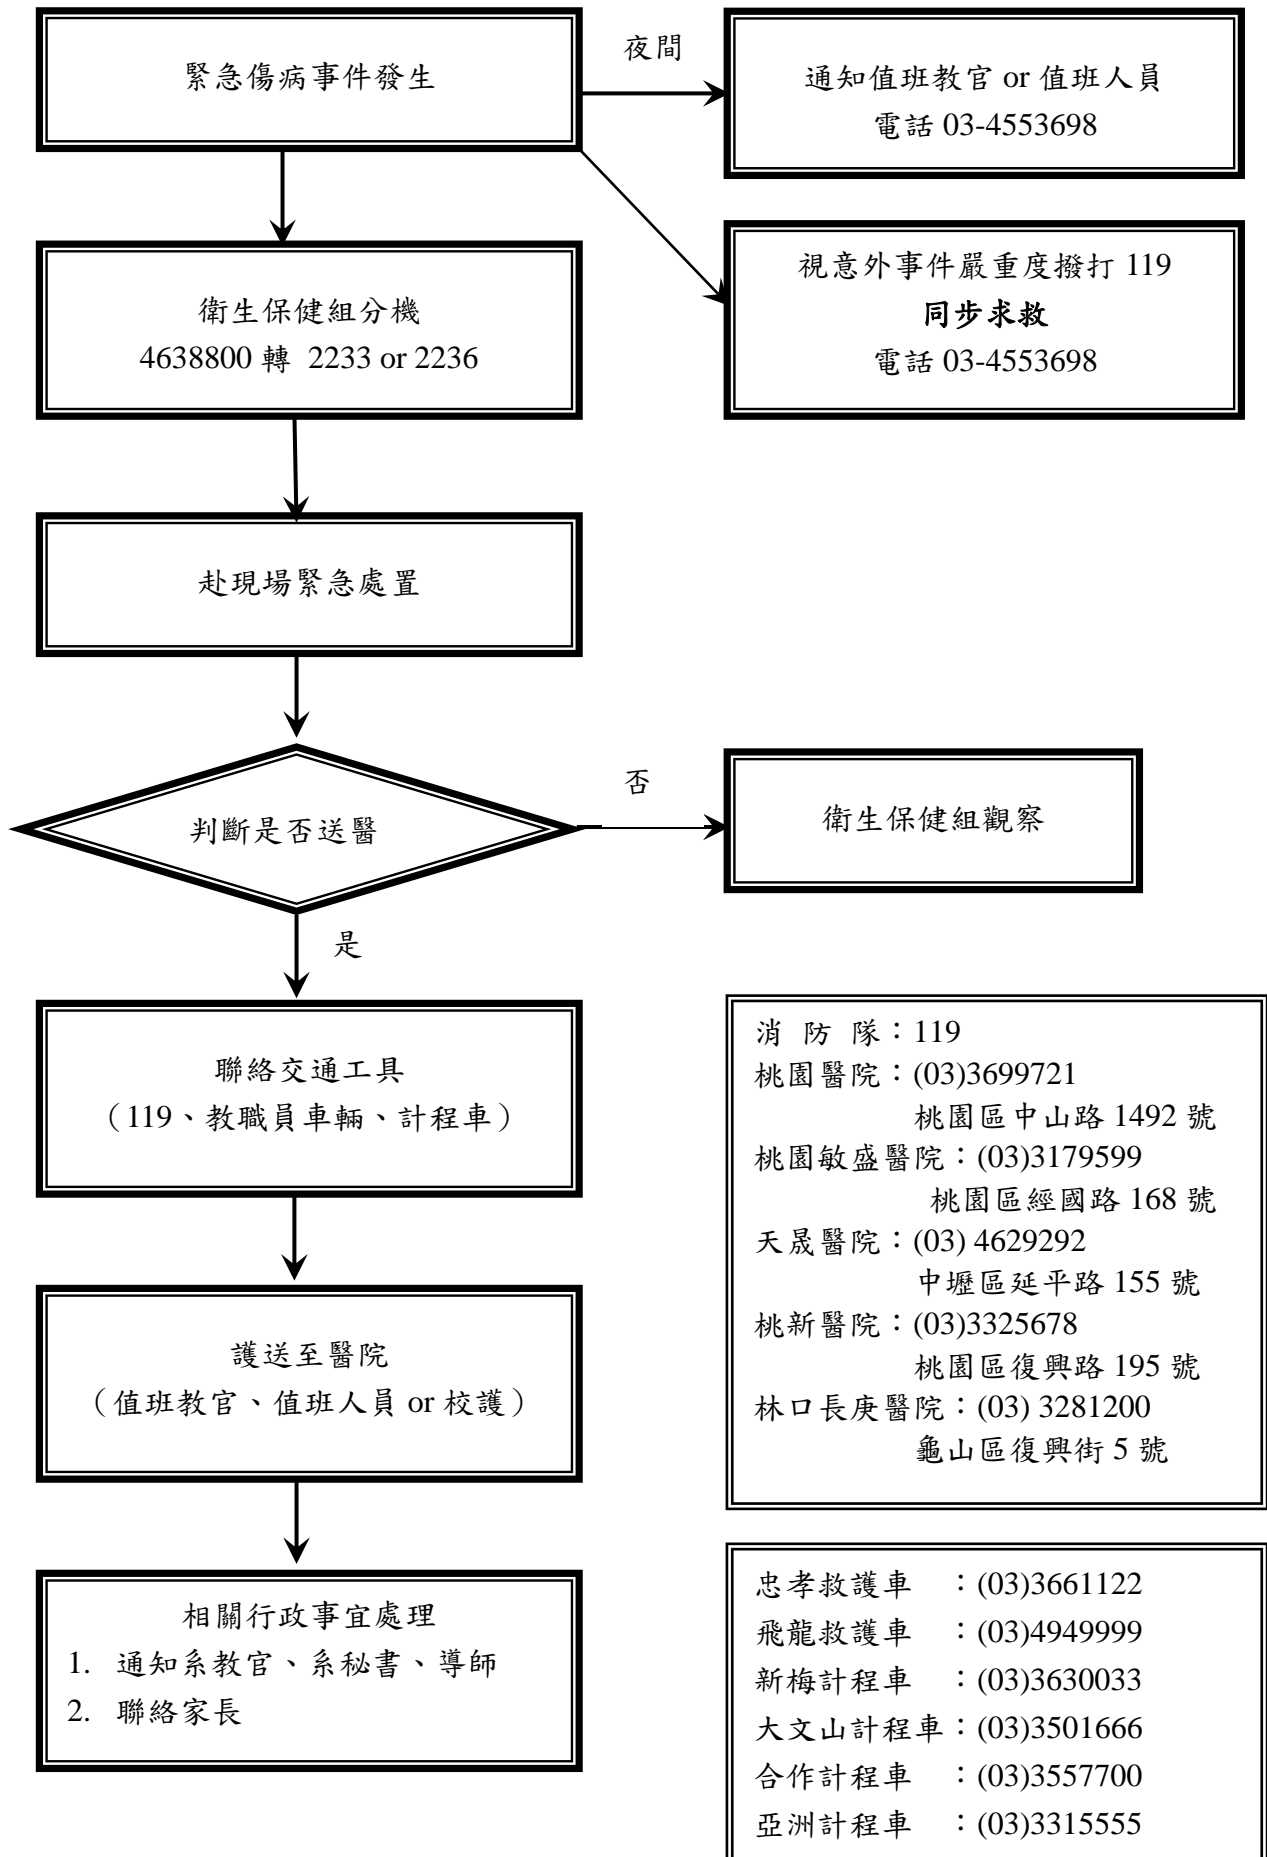 緊急傷病事件發生
夜間
通知值班教官 or 值班人員
電話 03-4553698
視意外事件嚴重度撥打 119
同步求救
電話 03-4553698
衛生保健組分機
4638800 轉 2233 or 2236
赴現場緊急處置
判斷是否送醫
否
衛生保健組觀察
是
聯絡交通工具
（119、教職員車輛、計程車）
護送至醫院
（值班教官、值班人員 or 校護）
相關行政事宜處理
1. 通知系教官、系秘書、導師
2. 聯絡家長
消 防 隊：119
桃園醫院：(03)3699721
桃園區中山路 1492 號
桃園敏盛醫院：(03)3179599
桃園區經國路 168 號
天晟醫院：(03) 4629292
中壢區延平路 155 號
桃新醫院：(03)3325678
桃園區復興路 195 號
林口長庚醫院：(03) 3281200
龜山區復興街 5 號
忠孝救護車 ：(03)3661122
飛龍救護車 ：(03)4949999
新梅計程車 ：(03)3630033
大文山計程車：(03)3501666
合作計程車 ：(03)3557700
亞洲計程車 ：(03)3315555